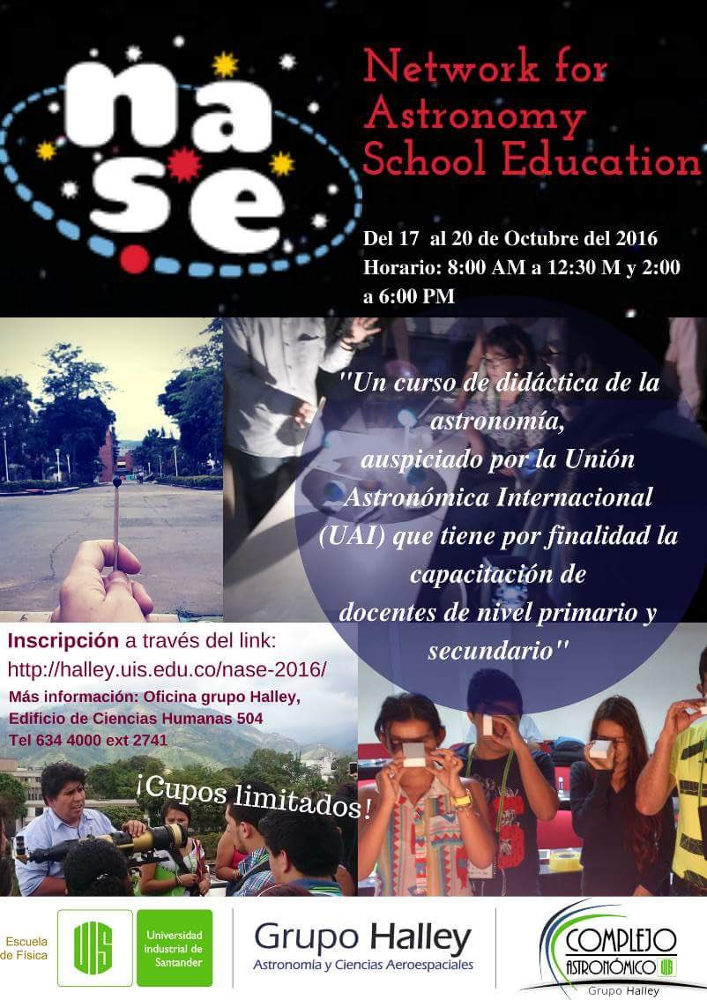 na
se
Network for
Astronomy
School Education
Del 17 al 20 de Octubre del 2016
Horario: 8:00 AM a 12:30 M y 2:00
a 6:00 PM
"Un curso de didáctica de la
astronomía,
auspiciado por la Unión
Astronómica Internacional
(UAI) que tiene por finalidad la
capacitación de
docentes de nivel primario y
secundario"
Inscripción a través del link:
http://halley.uis.edu.co/nase-2016/
Más información: Oficina grupo Halley,
Edificio de Ciencias Humanas 504
Tel 634 4000 ext 2741
¡Cupos limitados!
Escuela
de Física
UIS
Universidad
industrial de
Santander
Grupo Halley
Astronomía y Ciencias Aeroespaciales
COMPLEJO
ASTRONÓMICO UIS
Grupo Halley